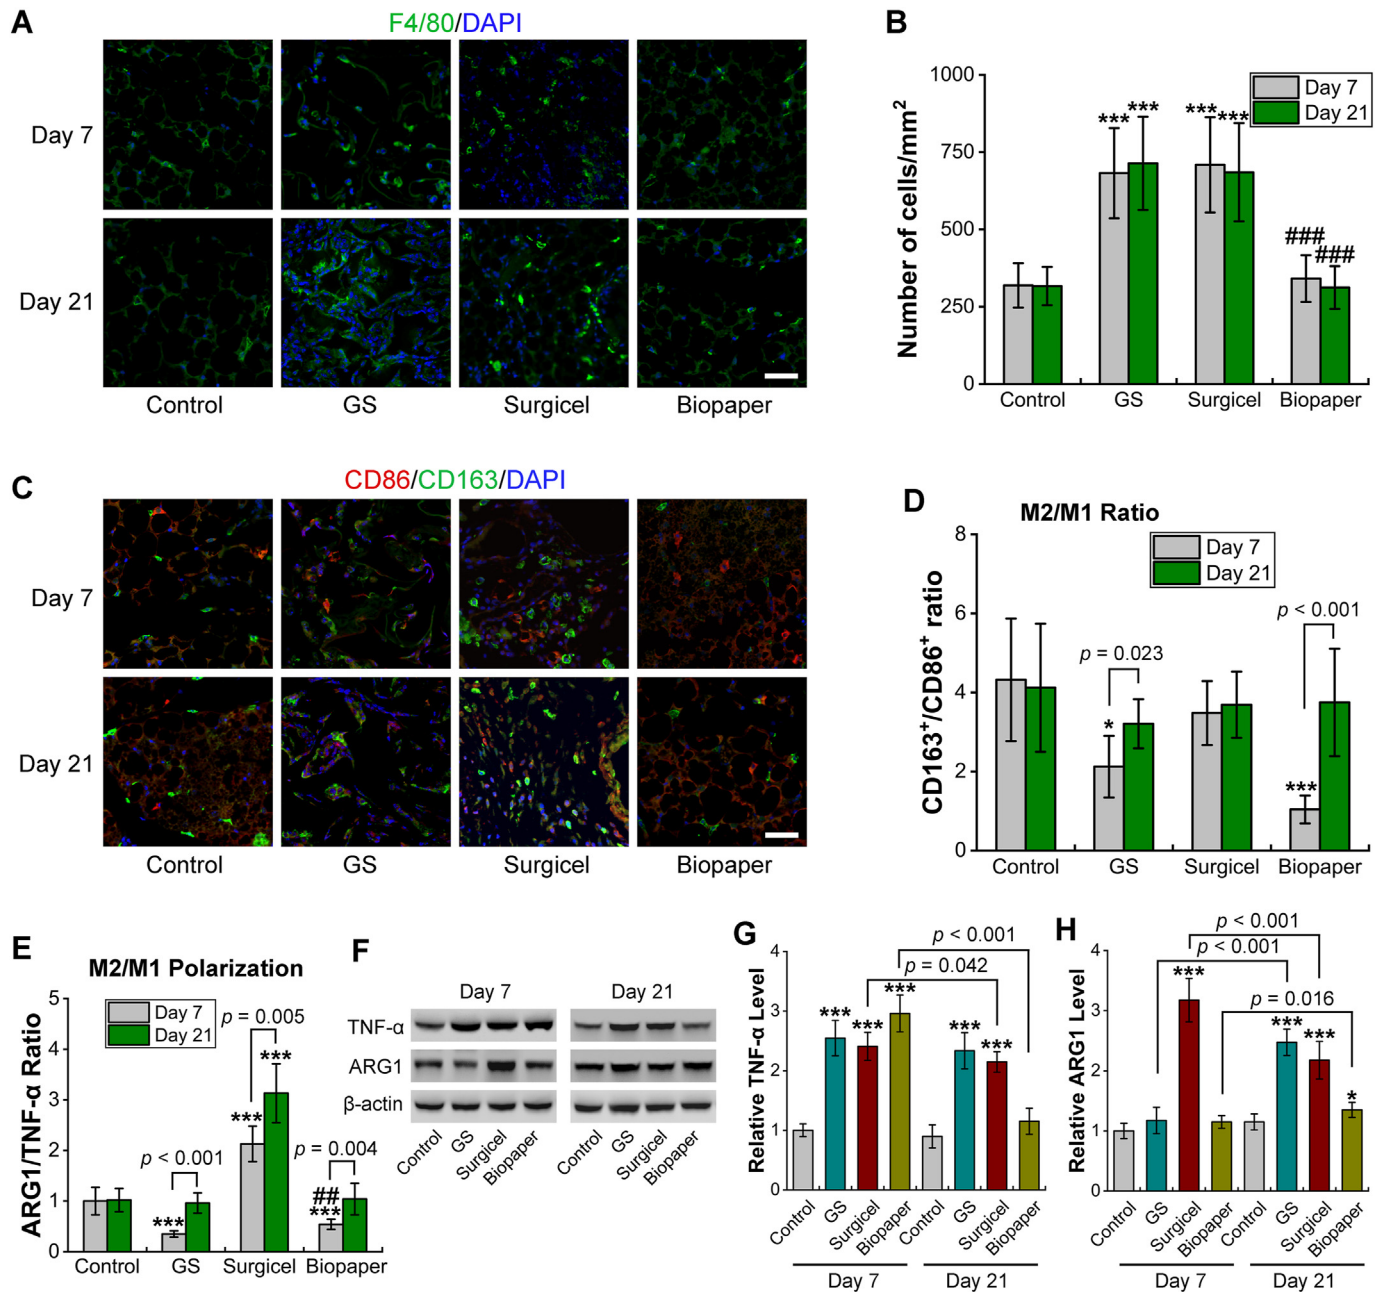 A
F4/80/DAPI
Day 7
Day 21
Control
GS
Surgicel
Biopaper
B
Number of cells/mm²
1000
750
500
250
0
Day 7
Day 21
***
***
***
***
###
###
Control
GS
Surgicel
Biopaper
C
CD86/CD163/DAPI
Day 7
Day 21
Control
GS
Surgicel
Biopaper
D
M2/M1 Ratio
CD163⁺/CD86⁺ ratio
8
6
4
2
0
Day 7
Day 21
p = 0.023
p < 0.001
*
***
Control
GS
Surgicel
Biopaper
E
M2/M1 Polarization
ARG1/TNF-α Ratio
5
4
3
2
1
0
Day 7
Day 21
p = 0.005
p < 0.001
p = 0.004
***
***
***
##
***
Control
GS
Surgicel
Biopaper
F
Day 7
Day 21
TNF-α
ARG1
β-actin
Control
GS
Surgicel
Biopaper
Control
GS
Surgicel
Biopaper
G
Relative TNF-α Level
4
3
2
1
0
p < 0.001
p = 0.042
***
***
***
***
***
Control
GS
Surgicel
Biopaper
Control
GS
Surgicel
Biopaper
Day 7
Day 21
H
Relative ARG1 Level
4
3
2
1
0
p < 0.001
p < 0.001
p = 0.016
***
***
***
*
Control
GS
Surgicel
Biopaper
Control
GS
Surgicel
Biopaper
Day 7
Day 21